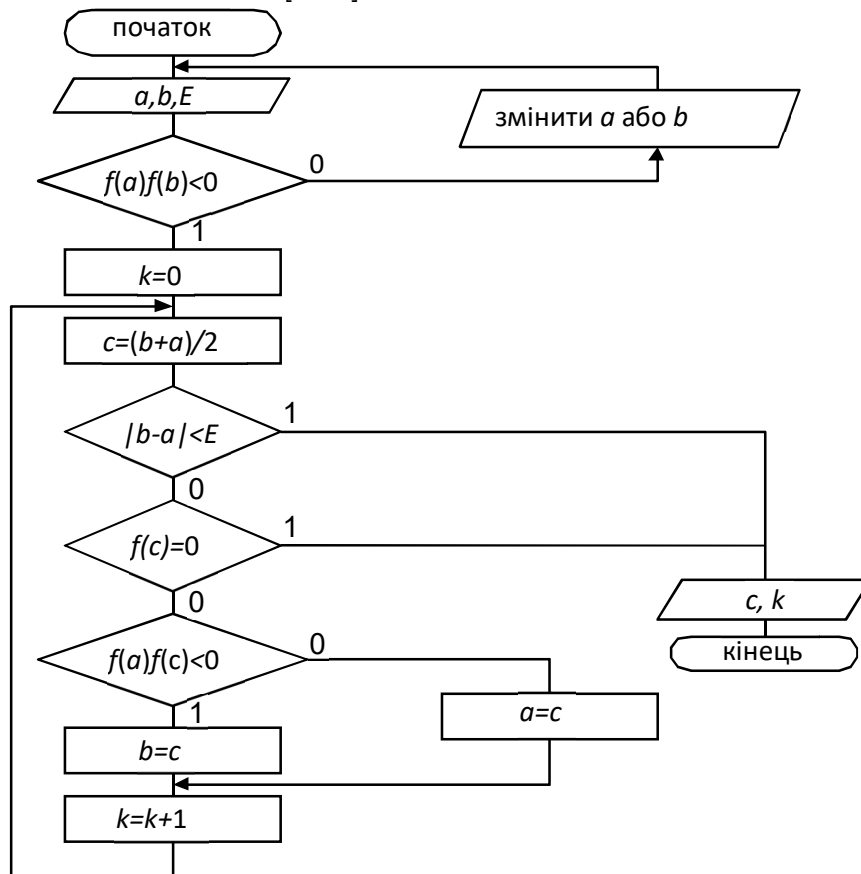 початок
a,b,E
змінити a або b
f(a)f(b)<0
0
1
k=0
c=(b+a)/2
|b-a|<E
1
0
f(c)=0
1
0
c, k
кінець
f(a)f(c)<0
0
1
a=c
b=c
k=k+1